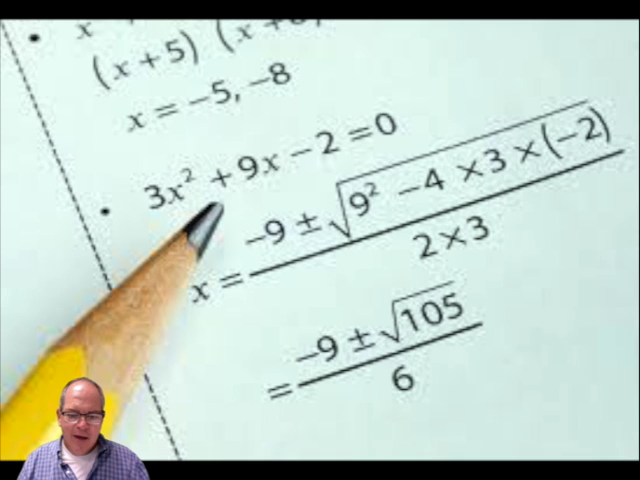 (x+5) (x+
x = −5, −8
• 3x² + 9x − 2 = 0
x = (−9 ± √(9² − 4 × 3 × (−2))) / (2 × 3)
= (−9 ± √105) / 6